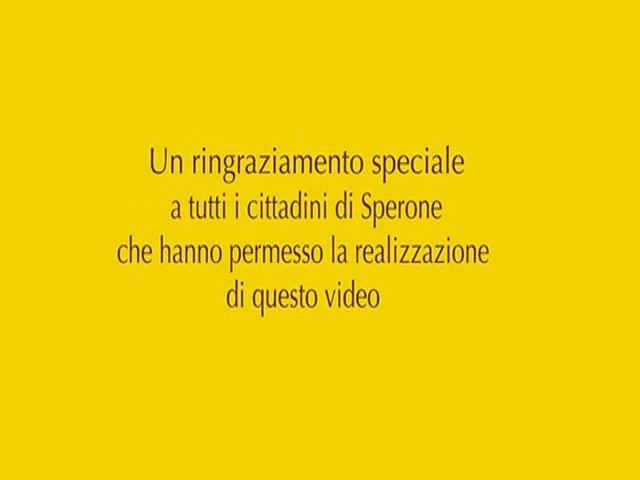 Un ringraziamento speciale
a tutti i cittadini di Sperone
che hanno permesso la realizzazione
di questo video